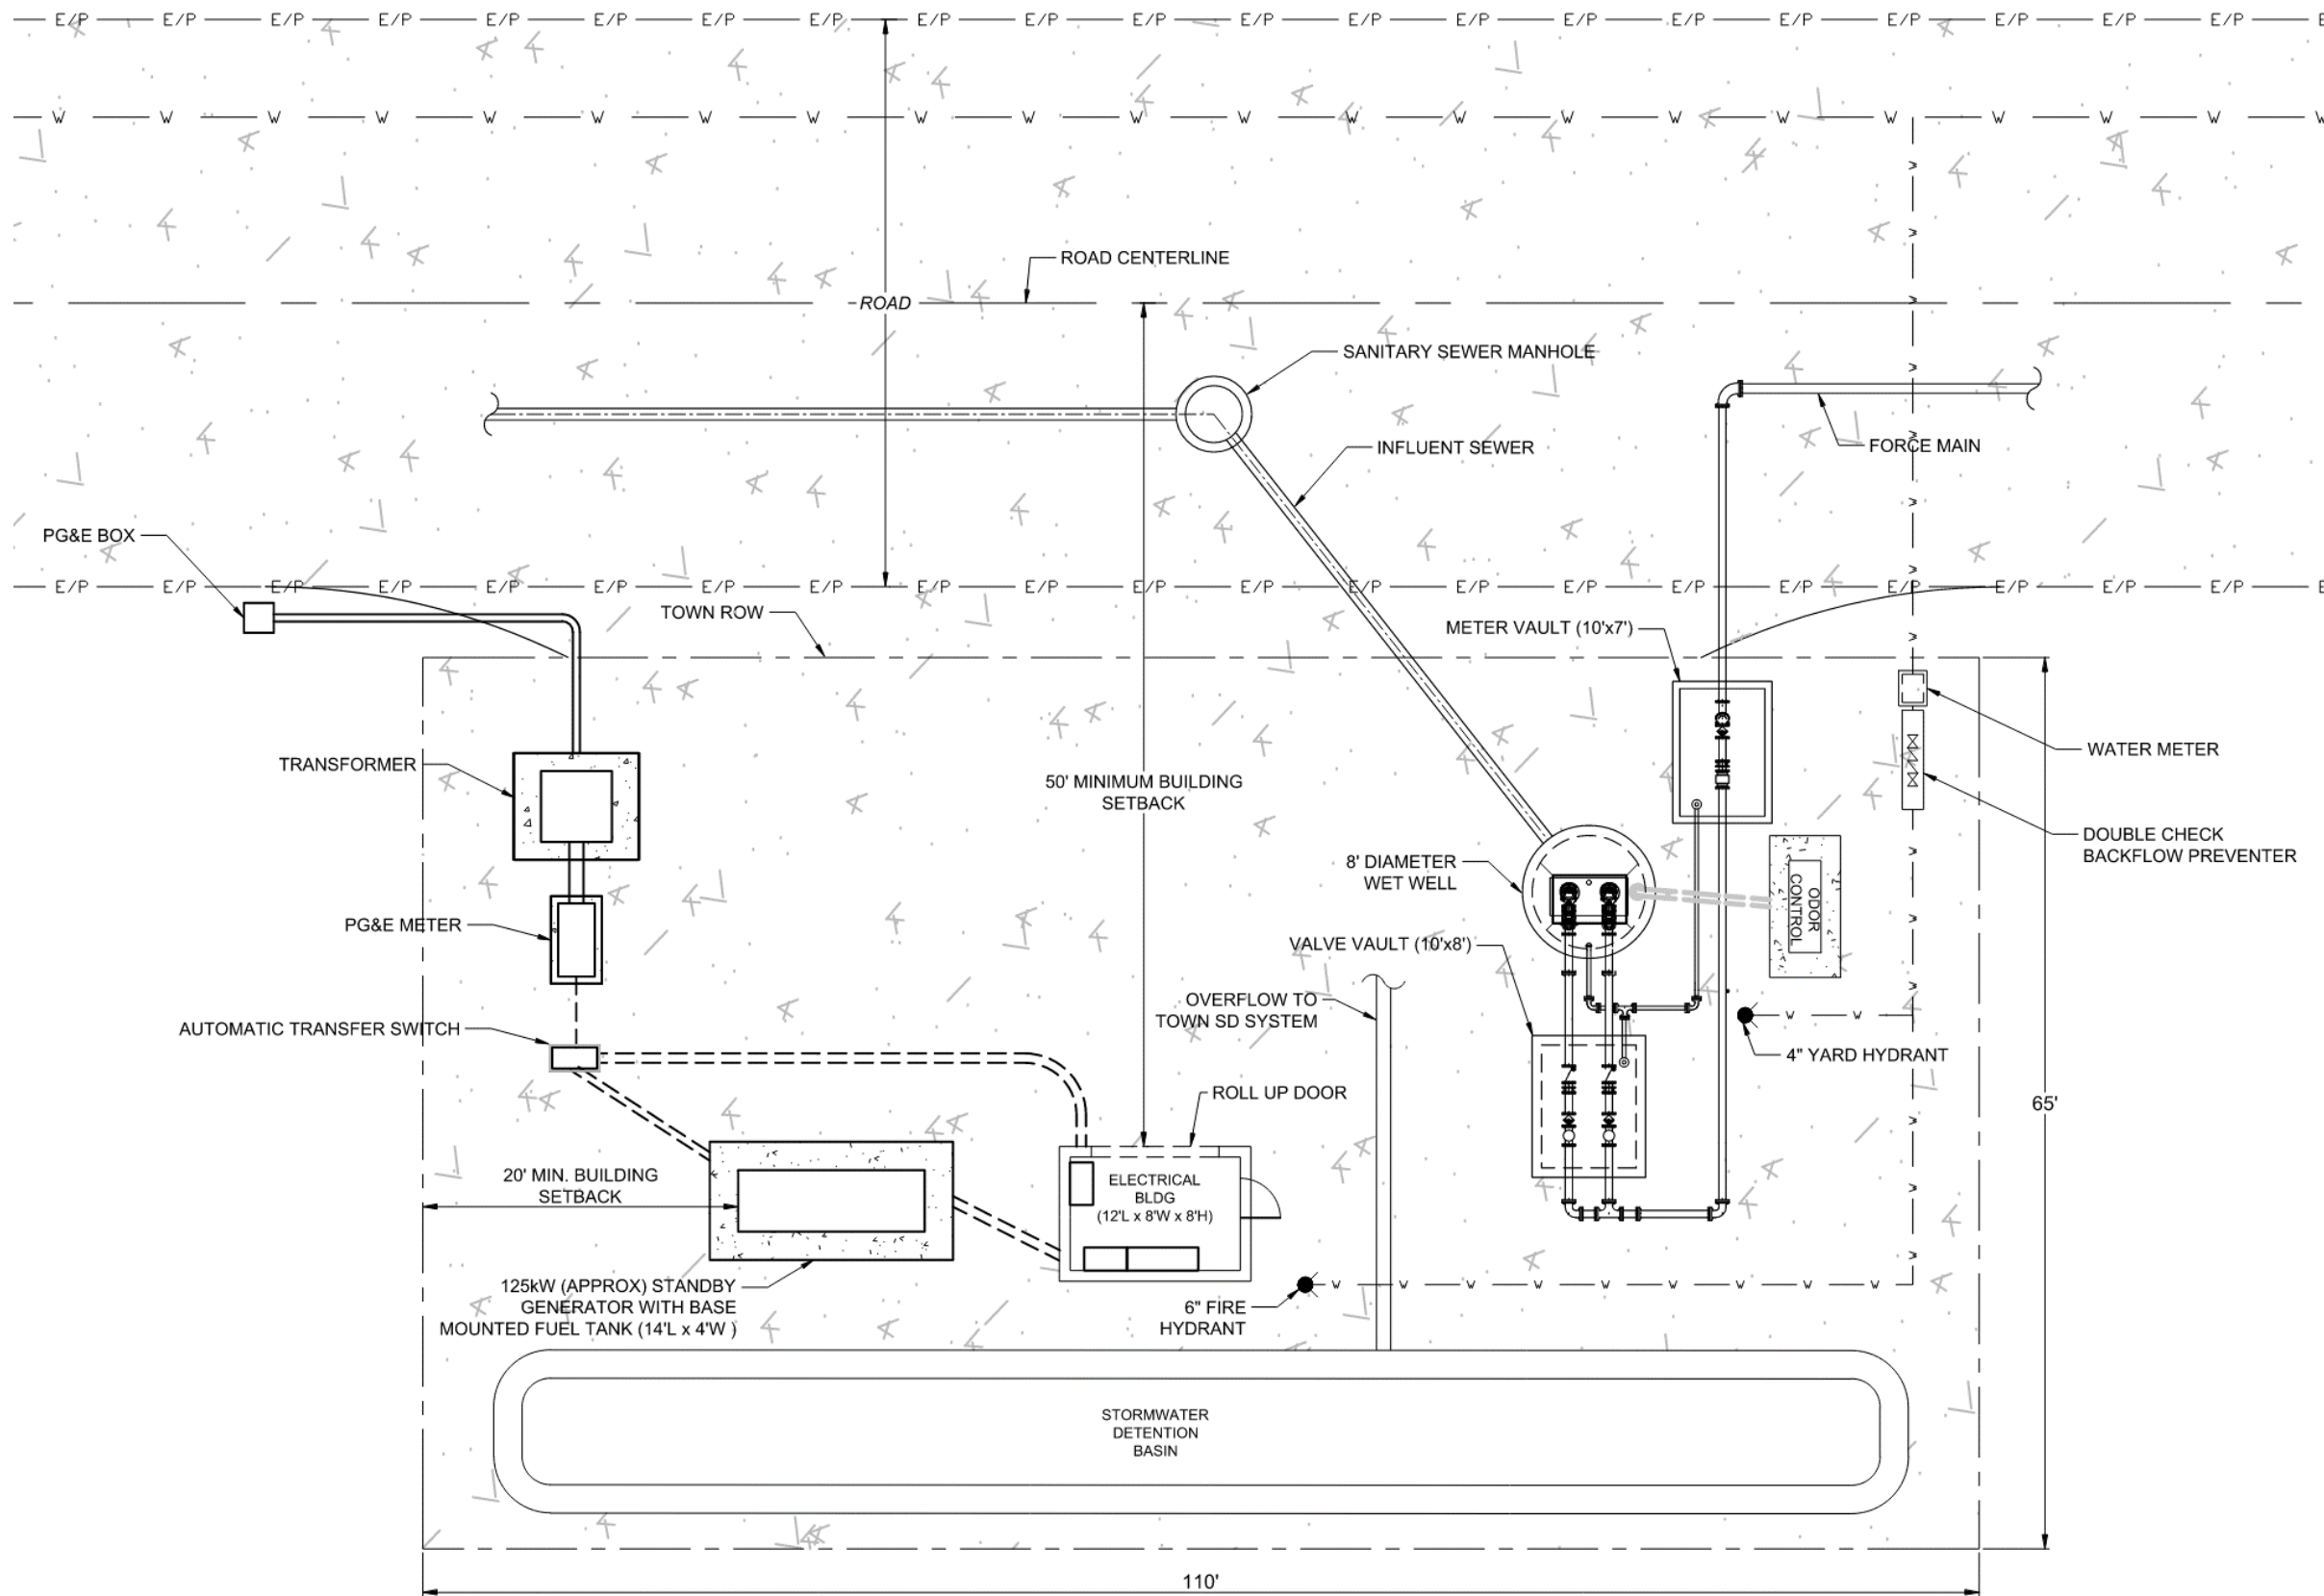 E/P E/P E/P E/P E/P E/P E/P E/P E/P E/P E/P E/P E/P E/P E/P E/P E/P E/P E/P E/P E/P
W W W W W W W W W W W W W W W W W W W W W W
ROAD CENTERLINE
ROAD
SANITARY SEWER MANHOLE
INFLUENT SEWER
FORCE MAIN
PG&E BOX
E/P E/P E/P E/P E/P E/P E/P E/P E/P E/P E/P E/P E/P E/P E/P E/P E/P E/P E/P E/P E/P
TOWN ROW
METER VAULT (10'x7')
TRANSFORMER
50' MINIMUM BUILDING
SETBACK
WATER METER
DOUBLE CHECK
BACKFLOW PREVENTER
8' DIAMETER
WET WELL
ODOR
CONTROL
PG&E METER
VALVE VAULT (10'x8')
OVERFLOW TO
TOWN SD SYSTEM
AUTOMATIC TRANSFER SWITCH
W W
4" YARD HYDRANT
ROLL UP DOOR
65'
20' MIN. BUILDING
SETBACK
ELECTRICAL
BLDG
(12'L x 8'W x 8'H)
125kW (APPROX) STANDBY
GENERATOR WITH BASE
MOUNTED FUEL TANK (14'L x 4'W )
W W W W W W W W W
6" FIRE
HYDRANT
STORMWATER
DETENTION
BASIN
110'